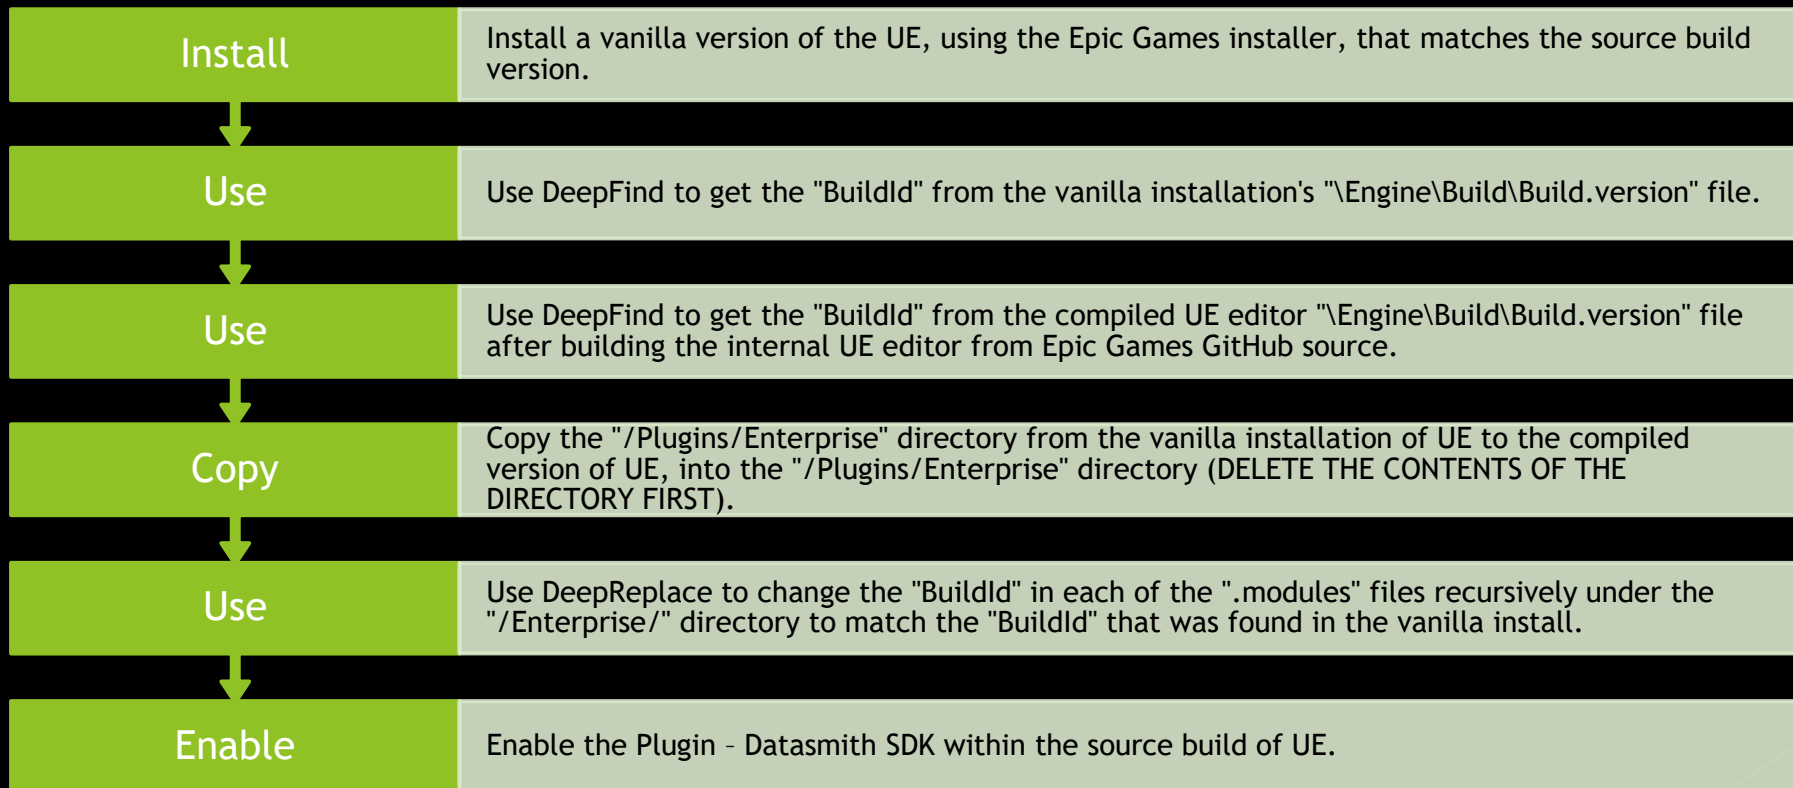 Install
Install a vanilla version of the UE, using the Epic Games installer, that matches the source build
version.
Use
Use DeepFind to get the "BuildId" from the vanilla installation's "\Engine\Build\Build.version" file.
Use
Use DeepFind to get the "BuildId" from the compiled UE editor "\Engine\Build\Build.version" file
after building the internal UE editor from Epic Games GitHub source.
Copy
Copy the "/Plugins/Enterprise" directory from the vanilla installation of UE to the compiled
version of UE, into the "/Plugins/Enterprise" directory (DELETE THE CONTENTS OF THE
DIRECTORY FIRST).
Use
Use DeepReplace to change the "BuildId" in each of the ".modules" files recursively under the
"/Enterprise/" directory to match the "BuildId" that was found in the vanilla install.
Enable
Enable the Plugin – Datasmith SDK within the source build of UE.